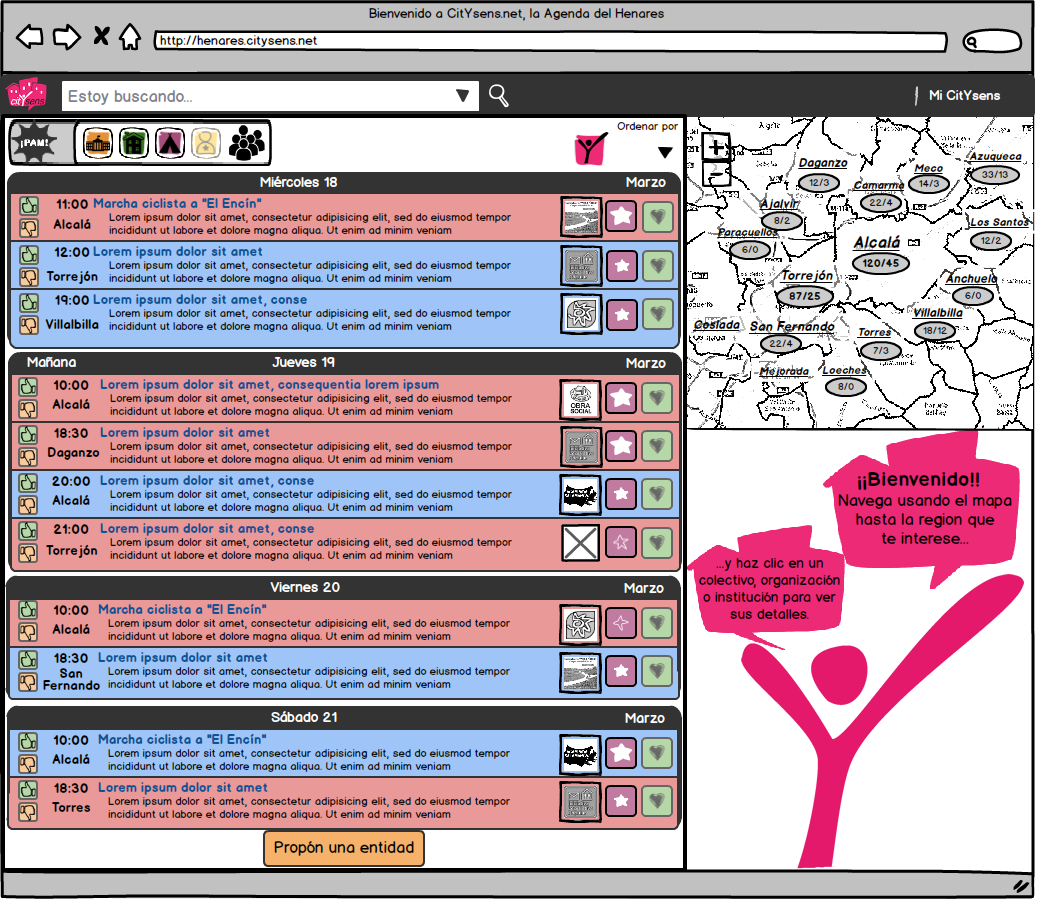 Bienvenido a CitYsens.net, la Agenda del Henares
http://henares.citysens.net
citYsens
Estoy buscando...
Mi CitYsens
¡PAM!
Ordenar por
Miércoles 18 Marzo
11:00 Marcha ciclista a "El Encín"
Alcalá
Lorem ipsum dolor sit amet, consectetur adipisicing elit, sed do eiusmod tempor
incididunt ut labore et dolore magna aliqua. Ut enim ad minim veniam
12:00 Lorem ipsum dolor sit amet
Torrejón
Lorem ipsum dolor sit amet, consectetur adipisicing elit, sed do eiusmod tempor
incididunt ut labore et dolore magna aliqua. Ut enim ad minim veniam
19:00 Lorem ipsum dolor sit amet, conse
Villalbilla
Lorem ipsum dolor sit amet, consectetur adipisicing elit, sed do eiusmod tempor
incididunt ut labore et dolore magna aliqua. Ut enim ad minim veniam
Mañana Jueves 19 Marzo
10:00 Lorem ipsum dolor sit amet, consequentia lorem ipsum
Alcalá
Lorem ipsum dolor sit amet, consectetur adipisicing elit, sed do eiusmod tempor
incididunt ut labore et dolore magna aliqua. Ut enim ad minim veniam
OBRA
SOCIAL
18:30 Lorem ipsum dolor sit amet
Daganzo
Lorem ipsum dolor sit amet, consectetur adipisicing elit, sed do eiusmod tempor
incididunt ut labore et dolore magna aliqua. Ut enim ad minim veniam
20:00 Lorem ipsum dolor sit amet, conse
Alcalá
Lorem ipsum dolor sit amet, consectetur adipisicing elit, sed do eiusmod tempor
incididunt ut labore et dolore magna aliqua. Ut enim ad minim veniam
21:00 Lorem ipsum dolor sit amet, conse
Torrejón
Lorem ipsum dolor sit amet, consectetur adipisicing elit, sed do eiusmod tempor
incididunt ut labore et dolore magna aliqua. Ut enim ad minim veniam
Viernes 20 Marzo
10:00 Marcha ciclista a "El Encín"
Alcalá
Lorem ipsum dolor sit amet, consectetur adipisicing elit, sed do eiusmod tempor
incididunt ut labore et dolore magna aliqua. Ut enim ad minim veniam
18:30 Lorem ipsum dolor sit amet
San
Fernando
Lorem ipsum dolor sit amet, consectetur adipisicing elit, sed do eiusmod tempor
incididunt ut labore et dolore magna aliqua. Ut enim ad minim veniam
Sábado 21 Marzo
10:00 Marcha ciclista a "El Encín"
Alcalá
Lorem ipsum dolor sit amet, consectetur adipisicing elit, sed do eiusmod tempor
incididunt ut labore et dolore magna aliqua. Ut enim ad minim veniam
18:30 Lorem ipsum dolor sit amet
Torres
Lorem ipsum dolor sit amet, consectetur adipisicing elit, sed do eiusmod tempor
incididunt ut labore et dolore magna aliqua. Ut enim ad minim veniam
Propón una entidad
+
-
Daganzo
12/3
Meco
14/3
Azuqueca
33/13
Camarma
22/4
Ajalvir
8/2
Paracuellos
6/0
Los Santos
12/2
Alcalá
120/45
Torrejón
87/25
Anchuelo
6/0
Villalbilla
18/12
Coslada
San Fernando
22/4
Torres
7/3
Mejorada
Loeches
8/0
¡¡Bienvenido!!
Navega usando el mapa
hasta la region que
te interese...
...y haz clic en un
colectivo, organización
o institución para ver
sus detalles.